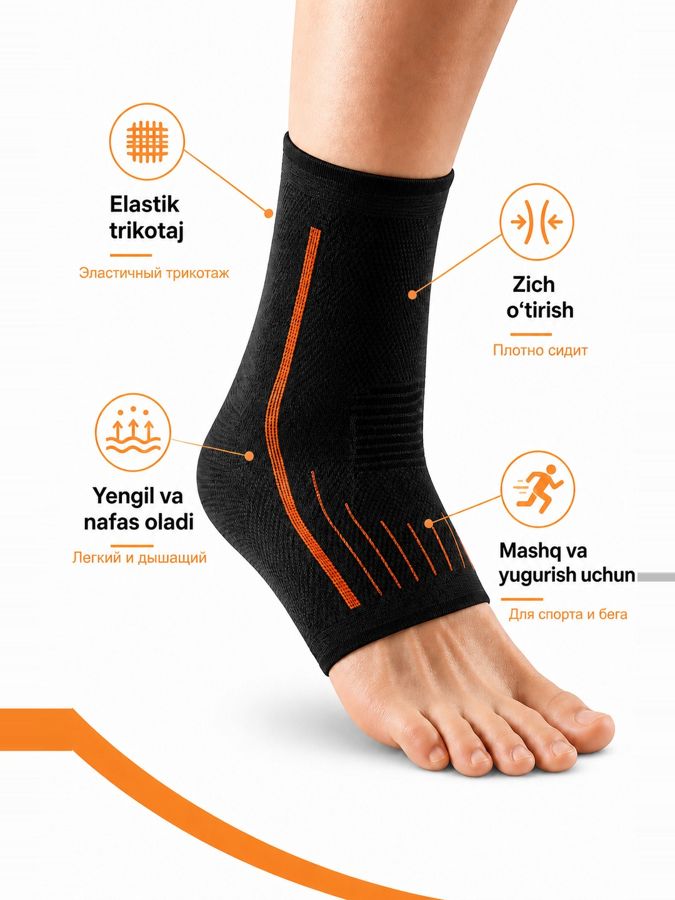 Elastik
trikotaj
Эластичный трикотаж
Zich
oʻtirish
Плотно сидит
Yengil va
nafas oladi
Легкий и дышащий
Mashq va
yugurish uchun
Для спорта и бега